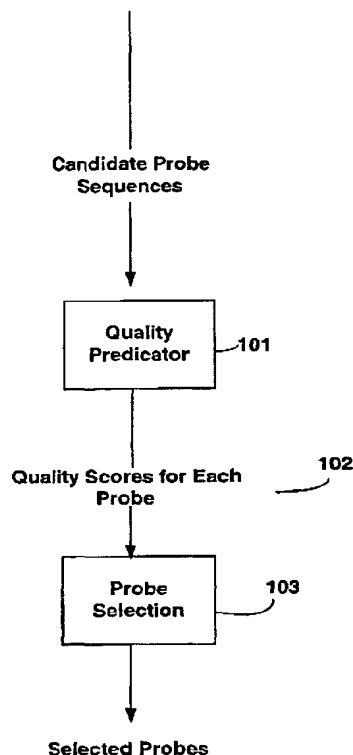 Candidate Probe
Sequences
Quality
Predicator
101
Quality Scores for Each
Probe
102
Probe
Selection
103
Selected Probes